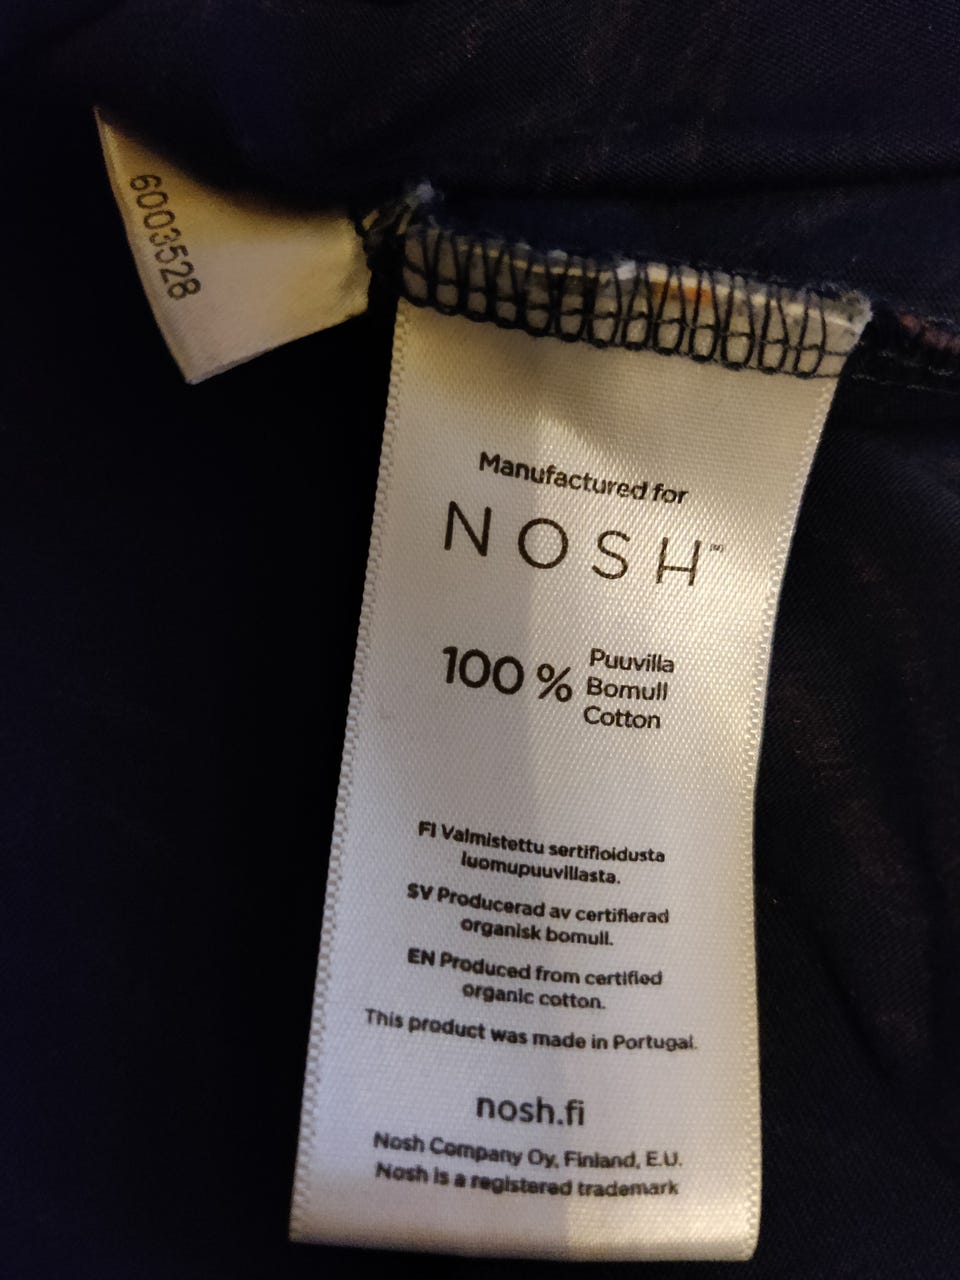 6003528
Manufactured for
NOSH™
100 % Puuvilla
Bomull
Cotton
FI Valmistettu sertifioidusta
luomupuuvillasta.
SV Producerad av certifierad
organisk bomull.
EN Produced from certified
organic cotton.
This product was made in Portugal.
nosh.fi
Nosh Company Oy, Finland, E.U.
Nosh is a registered trademark